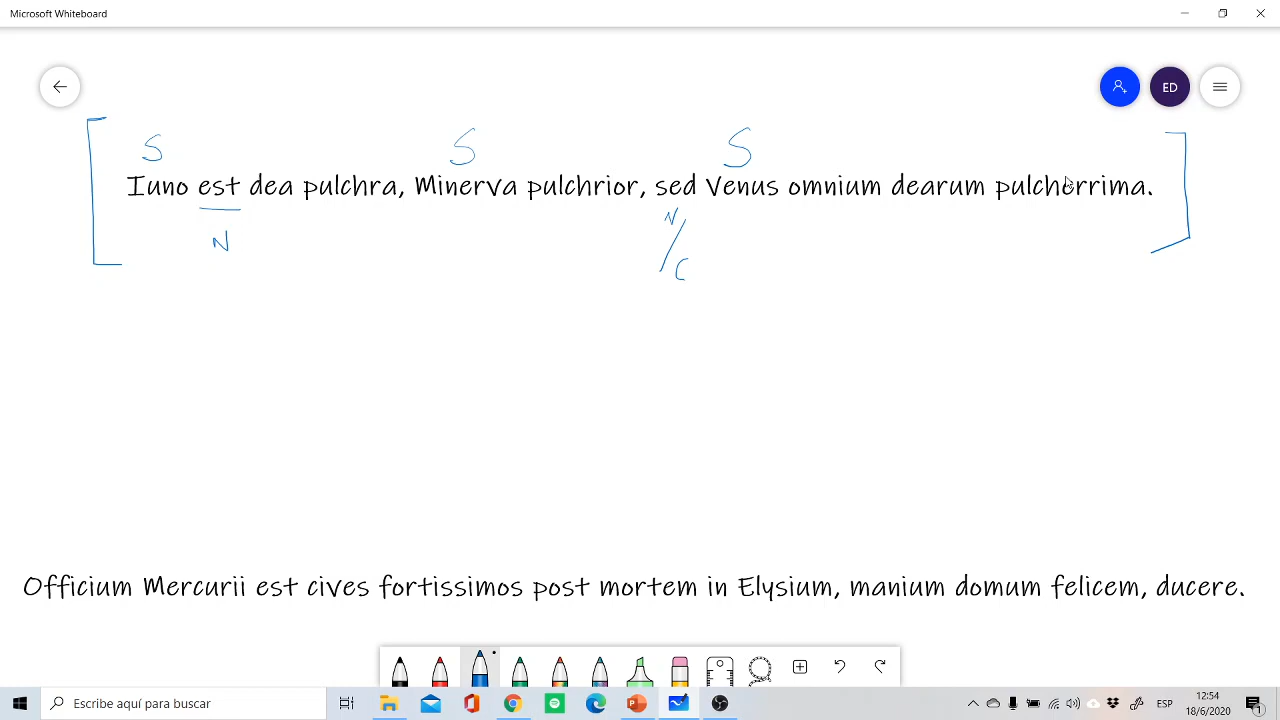 Microsoft Whiteboard
ED
S S S
Iuno est dea pulchra, Minerva pulchrior, sed Venus omnium dearum pulcherrima.
N N/C
Officium Mercurii est cives fortissimos post mortem in Elysium, manium domum felicem, ducere.
Escribe aquí para buscar
ESP
12:54
18/6/2020
1